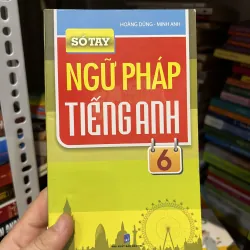 HOÀNG DŨNG - MINH ANH
SỔ TAY
NGỮ PHÁP
TIẾNG ANH
6